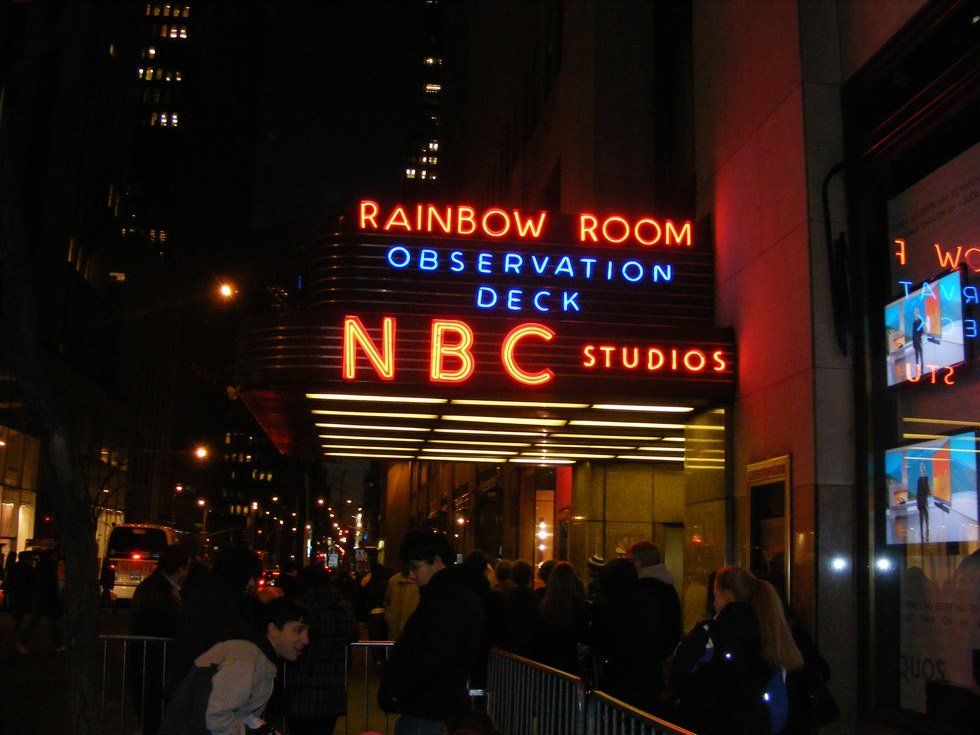 RAINBOW ROOM
OBSERVATION
DECK
NBC STUDIOS